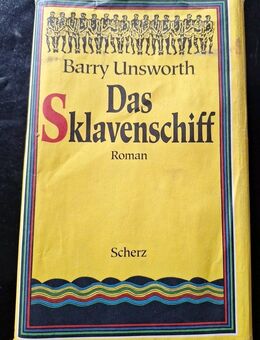 Barry Unsworth
Das
Sklavenschiff
Roman
Scherz